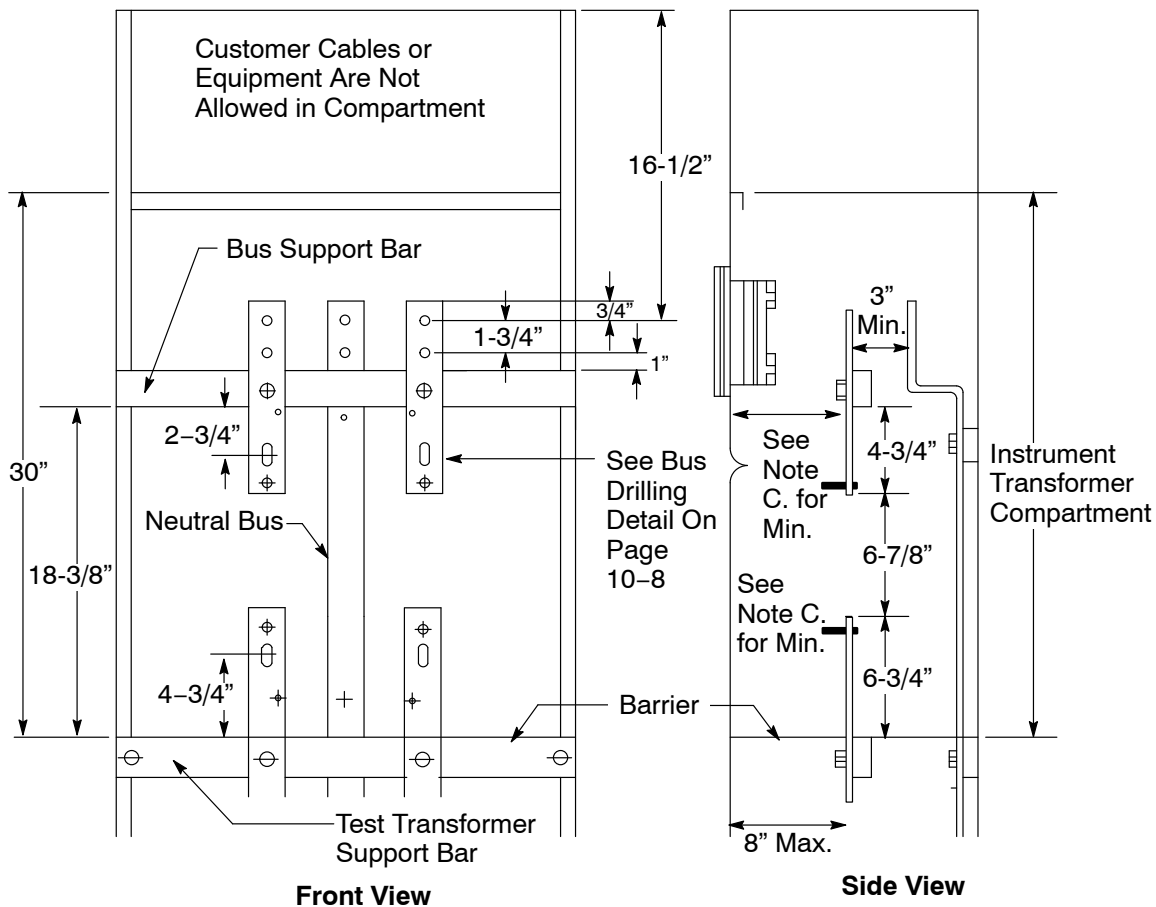 Customer Cables or
Equipment Are Not
Allowed in Compartment
16-1/2”
Bus Support Bar
3/4”
1-3/4”
1”
3”
Min.
2−3/4”
30”
See Bus
Drilling
Detail On
Page
10−8
See
Note
C. for
Min.
4-3/4”
Instrument
Transformer
Compartment
Neutral Bus
18-3/8”
6-7/8”
See
Note C.
for Min.
4−3/4”
6-3/4”
Barrier
Test Transformer
Support Bar
8” Max.
Front View
Side View